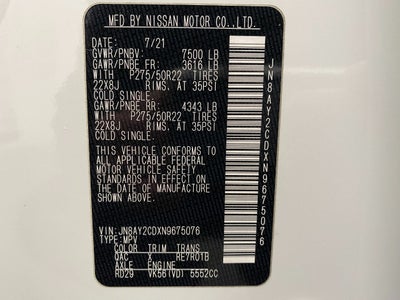 MFD BY NISSAN MOTOR CO.,LTD.
DATE: 7/21
GVWR/PNBV: 7500 LB
GAWR/PNBE FR: 3616 LB
WITH P275/50R22 TIRES
22X8J RIMS. AT 35PSI
COLD SINGLE.
GAWR/PNBE RR: 4343 LB
WITH P275/50R22 TIRES
22X8J RIMS. AT 35PSI
COLD SINGLE.
THIS VEHICLE CONFORMS TO
ALL APPLICABLE FEDERAL
MOTOR VEHICLE SAFETY
STANDARDS IN EFFECT ON
THE DATE OF MANUFACTURE
SHOWN ABOVE.
VIN: JN8AY2CDXN9675076
TYPE: MPV
COLOR TRIM TRANS
QAC X RE7R01B
AXLE ENGINE
RD29 VK56(VD) 5552CC
JN8AY2CDXN9675076